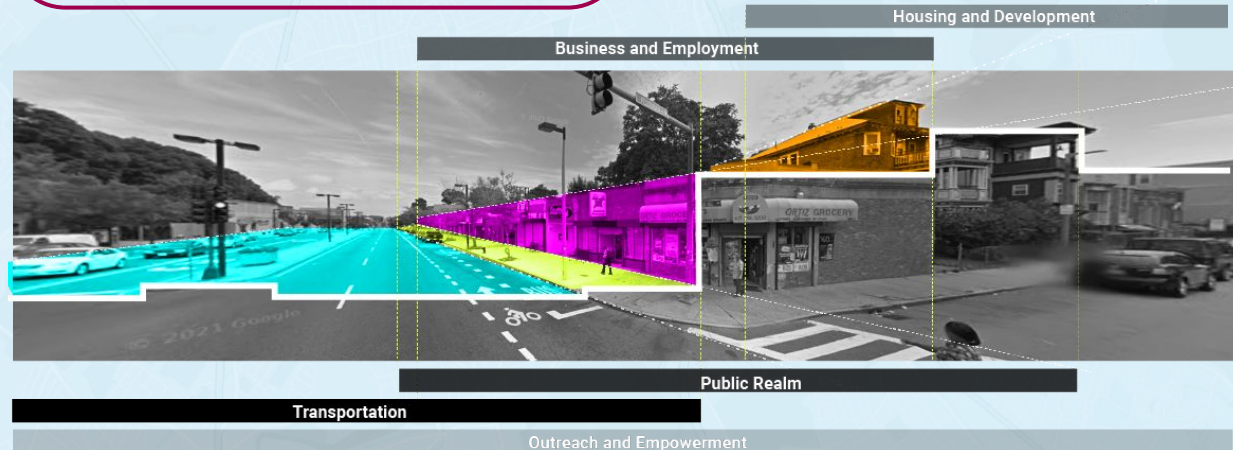 Housing and Development
Business and Employment
ORTIZ GROCERY
© 2021 Google
Public Realm
Transportation
Outreach and Empowerment